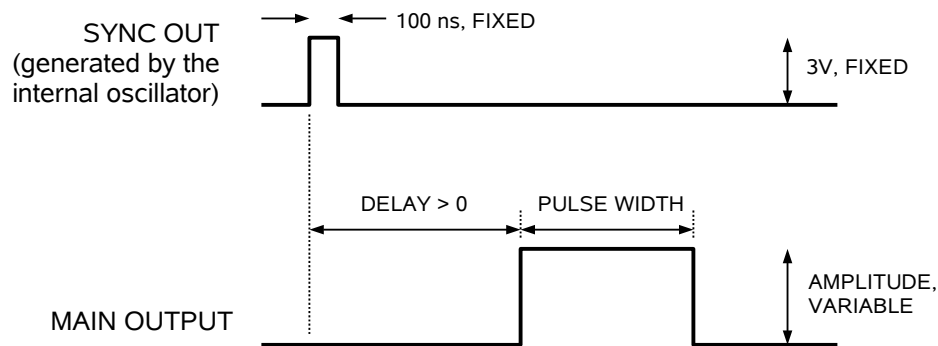 100 ns, FIXED
SYNC OUT
(generated by the
internal oscillator)
3V, FIXED
DELAY > 0
PULSE WIDTH
AMPLITUDE,
VARIABLE
MAIN OUTPUT